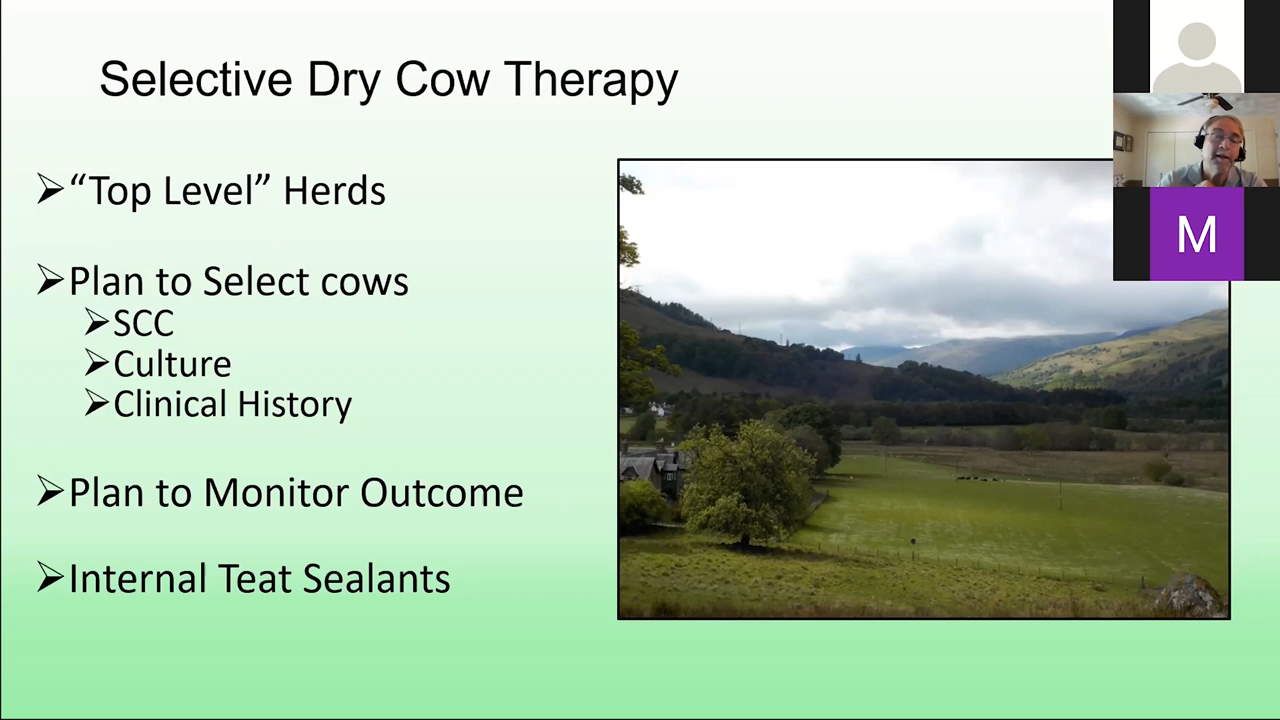 Selective Dry Cow Therapy
“Top Level” Herds
Plan to Select cows
SCC
Culture
Clinical History
Plan to Monitor Outcome
Internal Teat Sealants
M